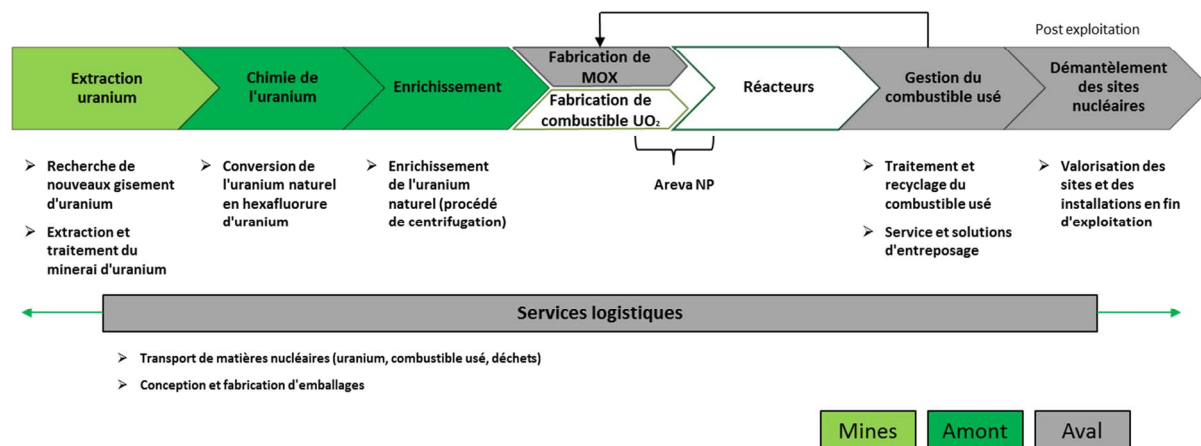 Post exploitation
Extraction
uranium
Chimie de
l'uranium
Enrichissement
Fabrication de
MOX
Fabrication de
combustible UO₂
Réacteurs
Gestion du
combustible usé
Démantèlement
des sites
nucléaires
➢ Recherche de
nouveaux gisement
d'uranium
➢ Extraction et
traitement du
minerai d'uranium
➢ Conversion de
l'uranium naturel
en hexafluorure
d'uranium
➢ Enrichissement
de l'uranium
naturel (procédé
de centrifugation)
Areva NP
➢ Traitement et
recyclage du
combustible usé
➢ Service et solutions
d'entreposage
➢ Valorisation des
sites et des
installations en fin
d'exploitation
Services logistiques
➢ Transport de matières nucléaires (uranium, combustible usé, déchets)
➢ Conception et fabrication d'emballages
Mines
Amont
Aval